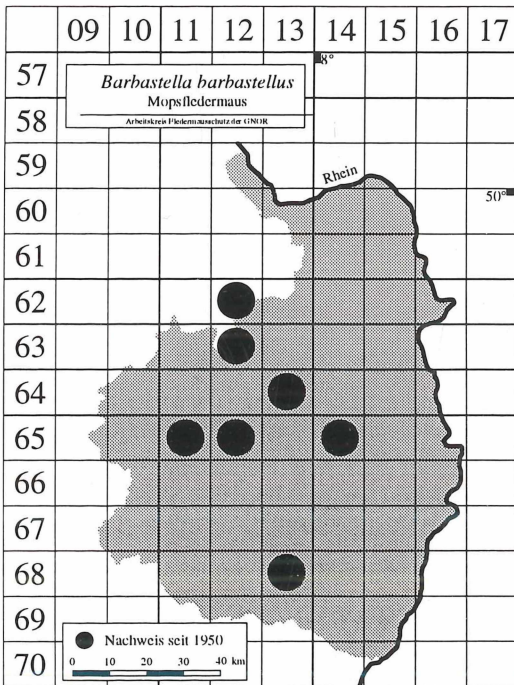 09 10 11 12 13 14 15 16 17
57 8°
Barbastella barbastellus
Mopsfledermaus
Arbeitskreis Fledermausschutz der GNOR
58
59
Rhein
60 50°
61
62
63
64
65
66
67
68
69
Nachweis seit 1950
0 10 20 30 40 km
70